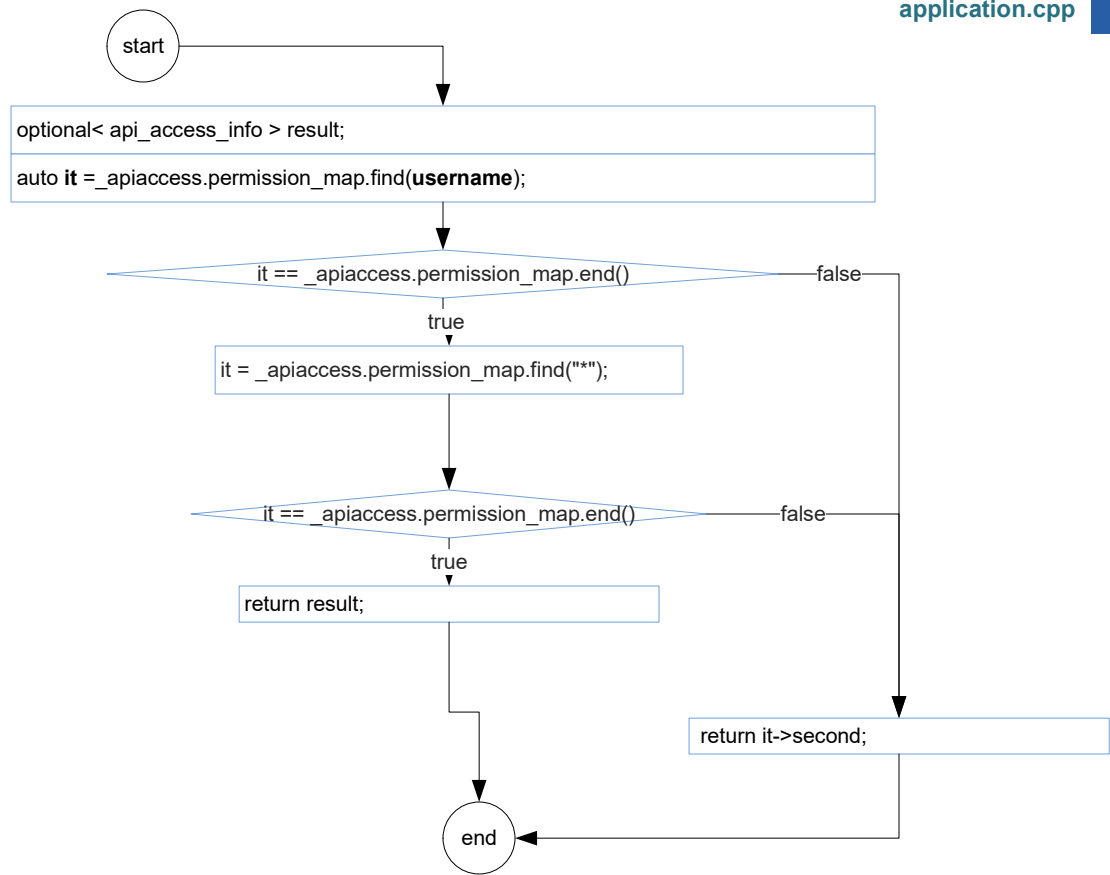 application.cpp
start
optional< api_access_info > result;
auto it =_apiaccess.permission_map.find(username);
it == _apiaccess.permission_map.end()
false
true
it = _apiaccess.permission_map.find("*");
it == _apiaccess.permission_map.end()
false
true
return result;
return it->second;
end